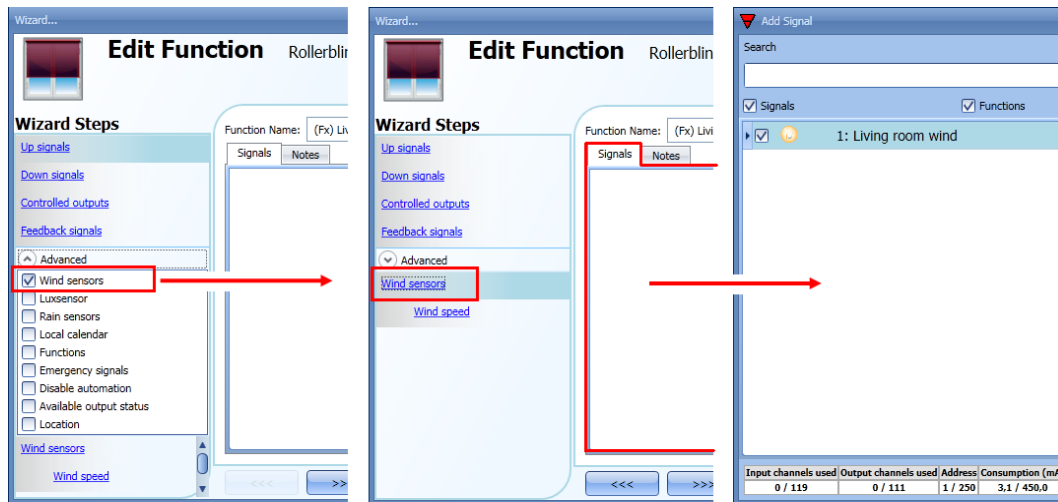 Wizard...
Edit Function Rollerblin
Wizard Steps
Up signals
Down signals
Controlled outputs
Feedback signals
Advanced
Wind sensors
Luxsensor
Rain sensors
Local calendar
Functions
Emergency signals
Disable automation
Available output status
Location
Wind sensors
Wind speed
Function Name: (Fx) Liv
Signals Notes
<<< >>
Wizard...
Edit Function Rollerblin
Wizard Steps
Up signals
Down signals
Controlled outputs
Feedback signals
Advanced
Wind sensors
Wind speed
Function Name: (Fx) Livi
Signals Notes
<<< >>>
Add Signal
Search
Signals Functions
1: Living room wind
Input channels used Output channels used Address Consumption (mA
0 / 119 0 / 111 1 / 250 3,1 / 450,0